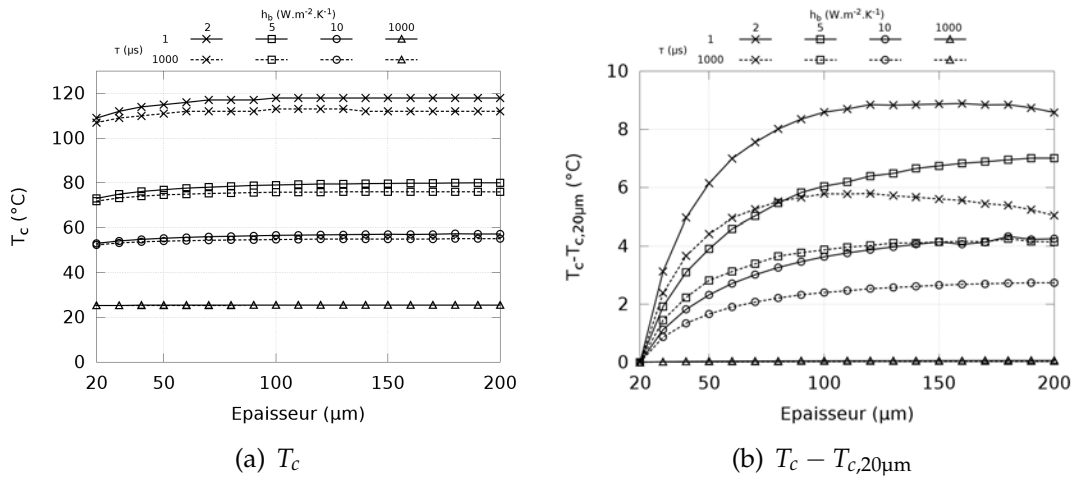 h_b (W.m⁻².K⁻¹)
2 5 10 1000
τ (µs) 1
1000
T_c (°C)
120
100
80
60
40
20
0
20 50 100 150 200
Epaisseur (µm)
(a) T_c
h_b (W.m⁻².K⁻¹)
2 5 10 1000
τ (µs) 1
1000
T_c-T_c,20µm (°C)
10
8
6
4
2
0
20 50 100 150 200
Epaisseur (µm)
(b) T_c − T_c,20µm